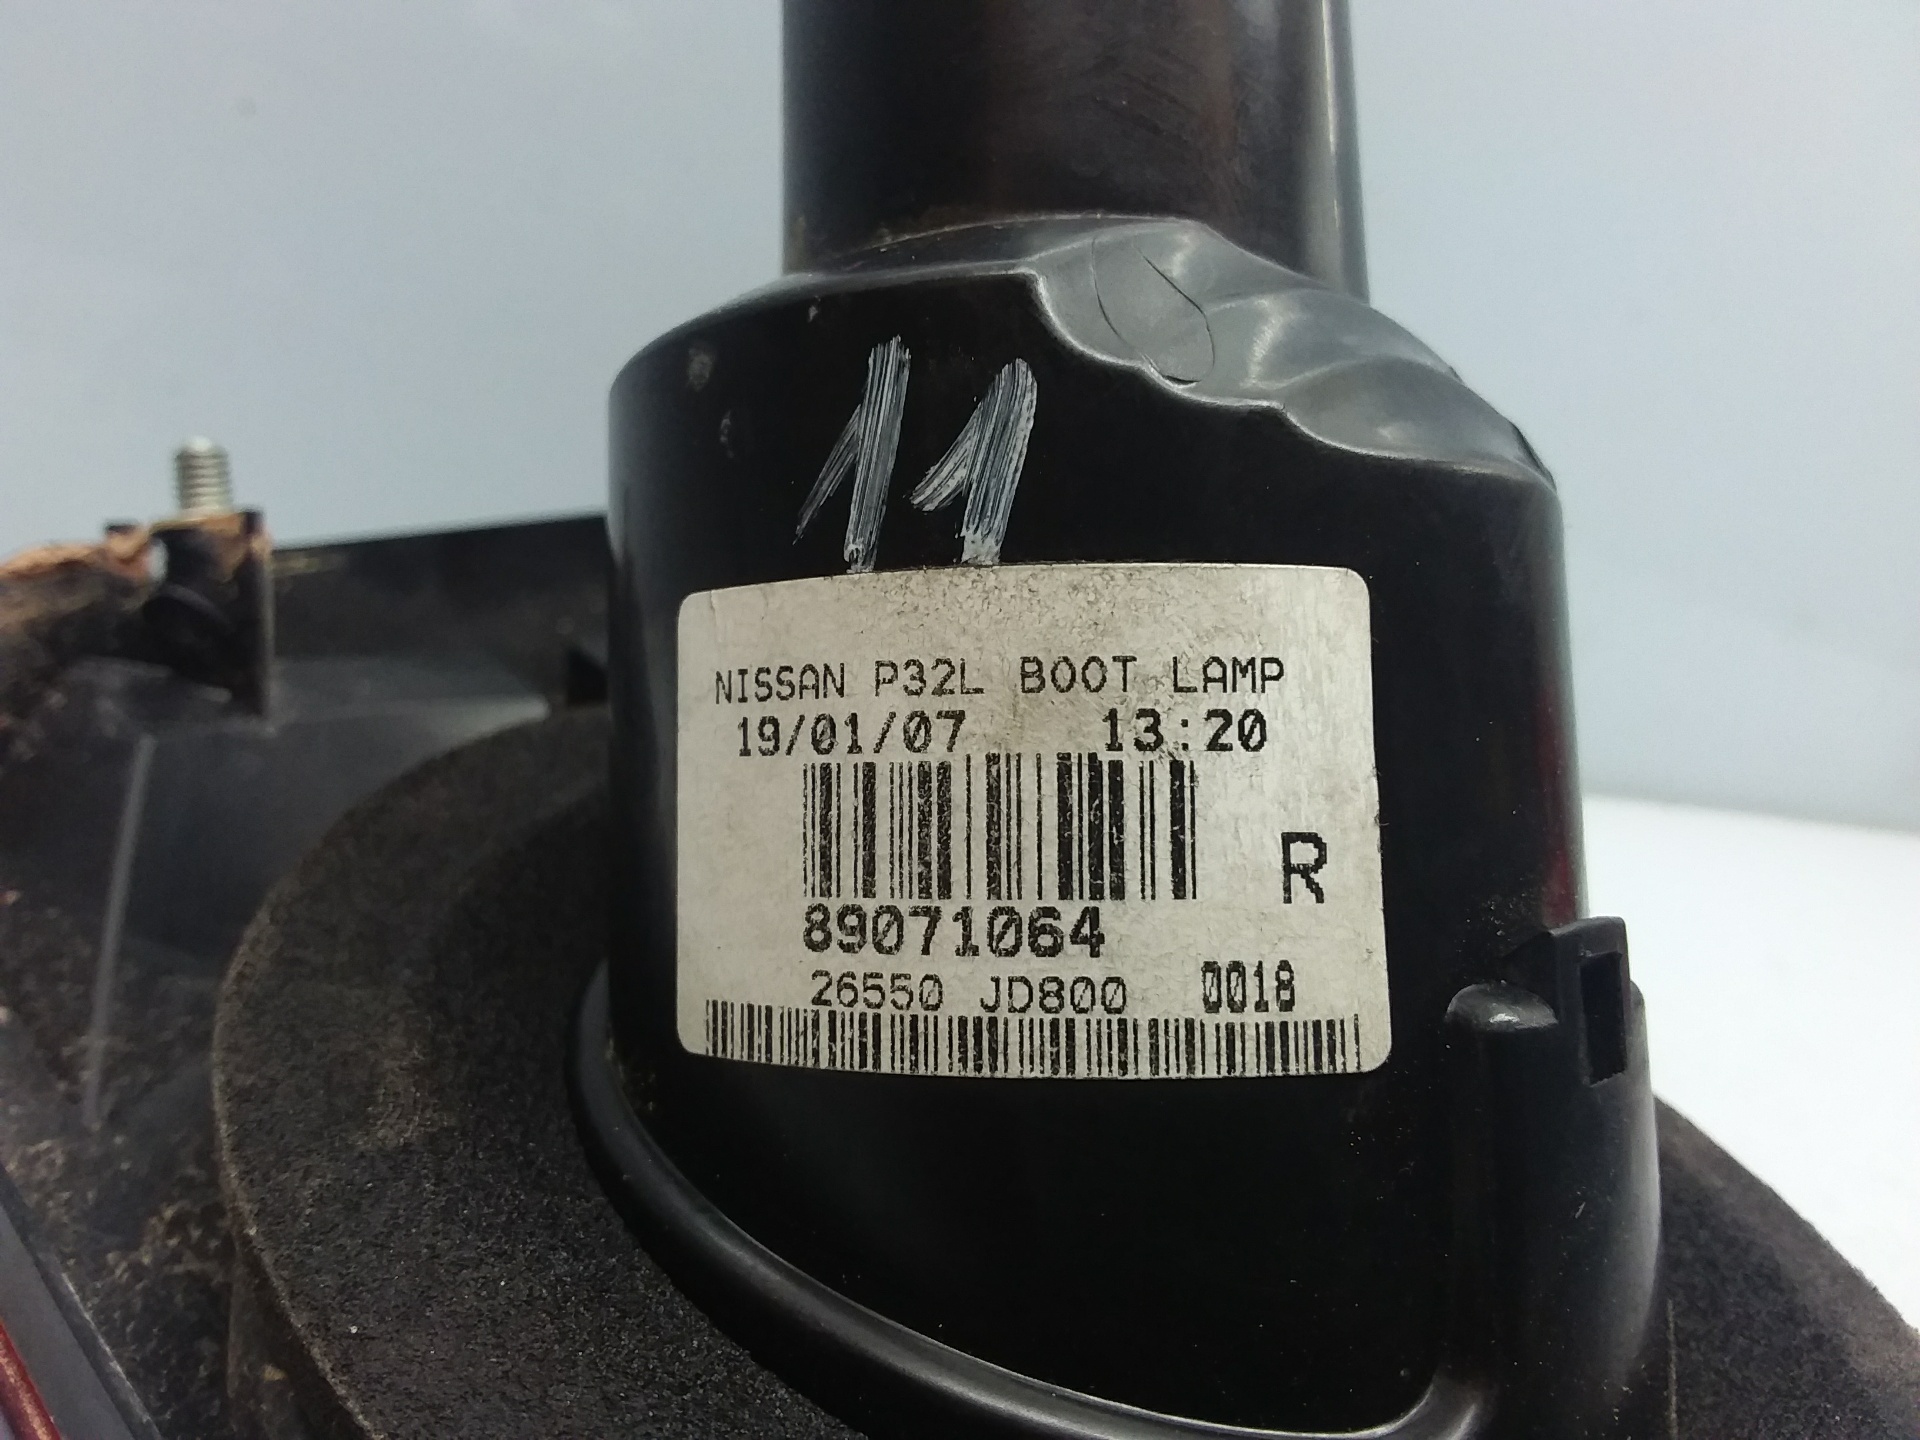 11
NISSAN P32L BOOT LAMP
19/01/07 13:20
R
89071064
26550 JD800 0018